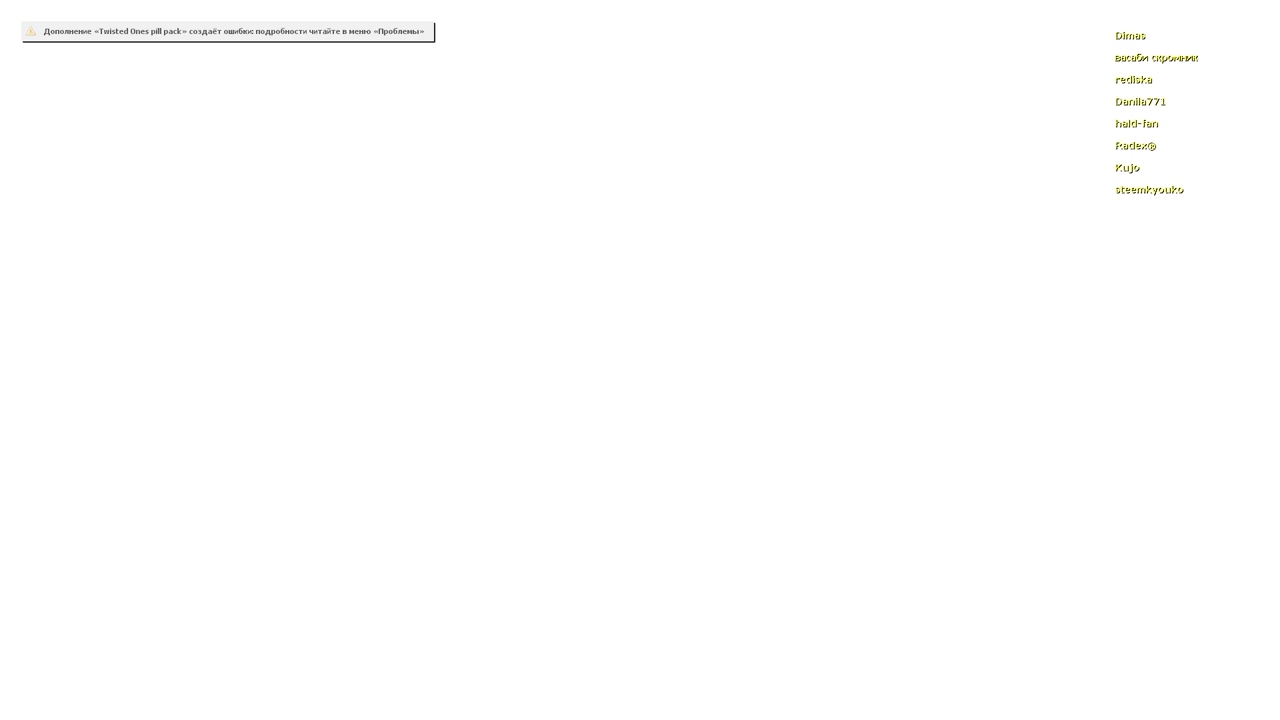 Дополнение «Twisted Ones pill pack» создаёт ошибки: подробности читайте в меню «Проблемы»
Dimas
васаби скромник
rediska
Danila771
hald-fan
Radex®
Kujo
steemkyouko